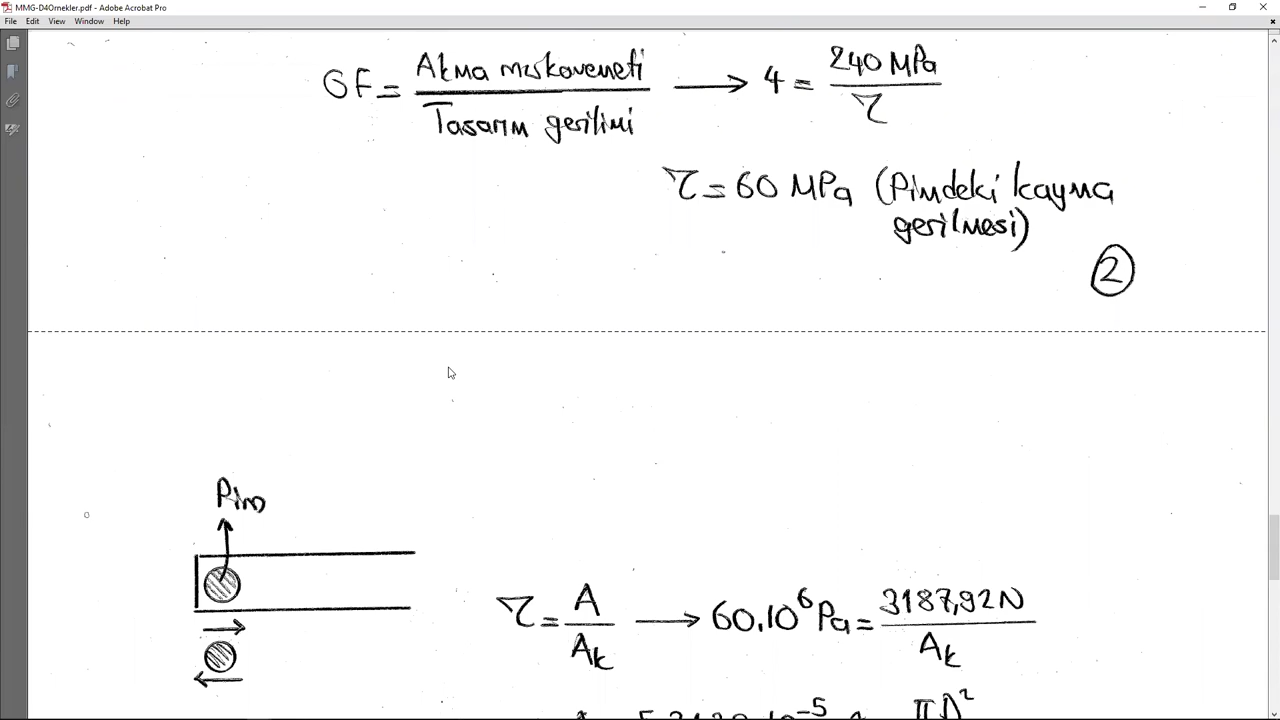 MMG-D4Ornekler.pdf - Adobe Acrobat Pro
File Edit View Window Help
GF = Akma mukavemeti / Tasarım gerilimi → 4 = 240 MPa / τ
τ = 60 MPa (Pimdeki kayma
gerilmesi)
2
Pim
τ = A / Ak → 60.10⁶ Pa = 3187,92 N / Ak